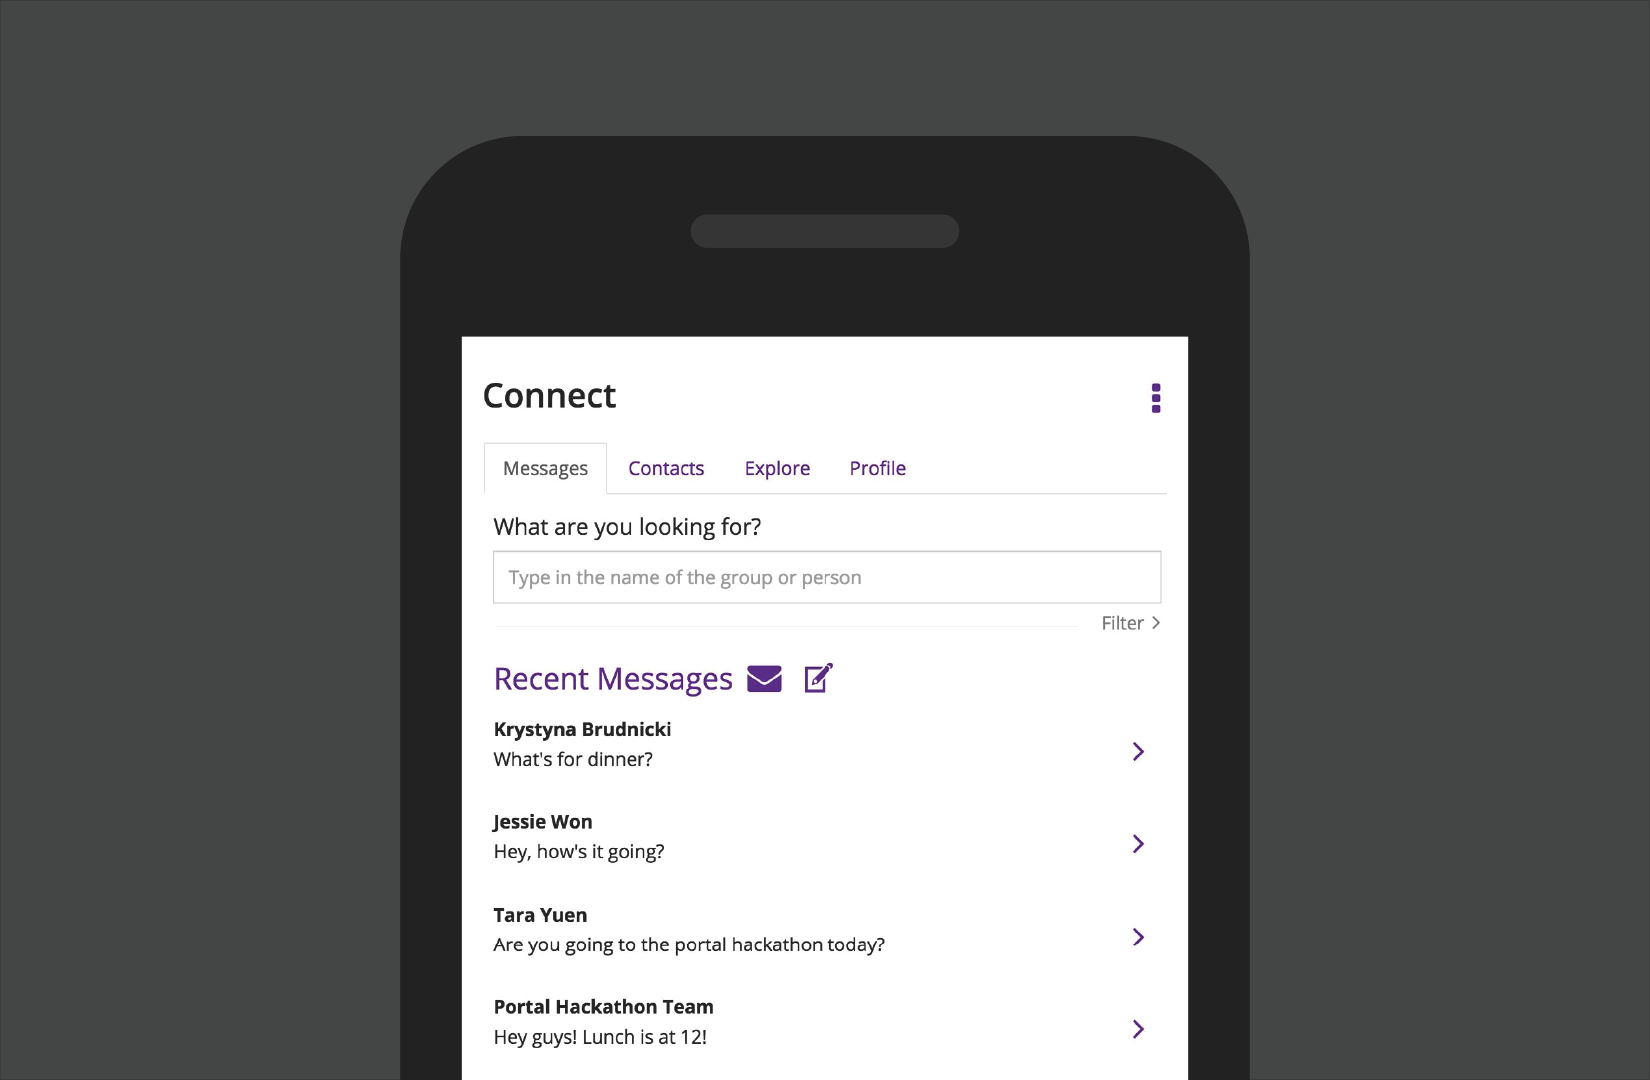 Connect
Messages Contacts Explore Profile
What are you looking for?
Type in the name of the group or person
Filter
Recent Messages
Krystyna Brudnicki
What's for dinner?
Jessie Won
Hey, how's it going?
Tara Yuen
Are you going to the portal hackathon today?
Portal Hackathon Team
Hey guys! Lunch is at 12!